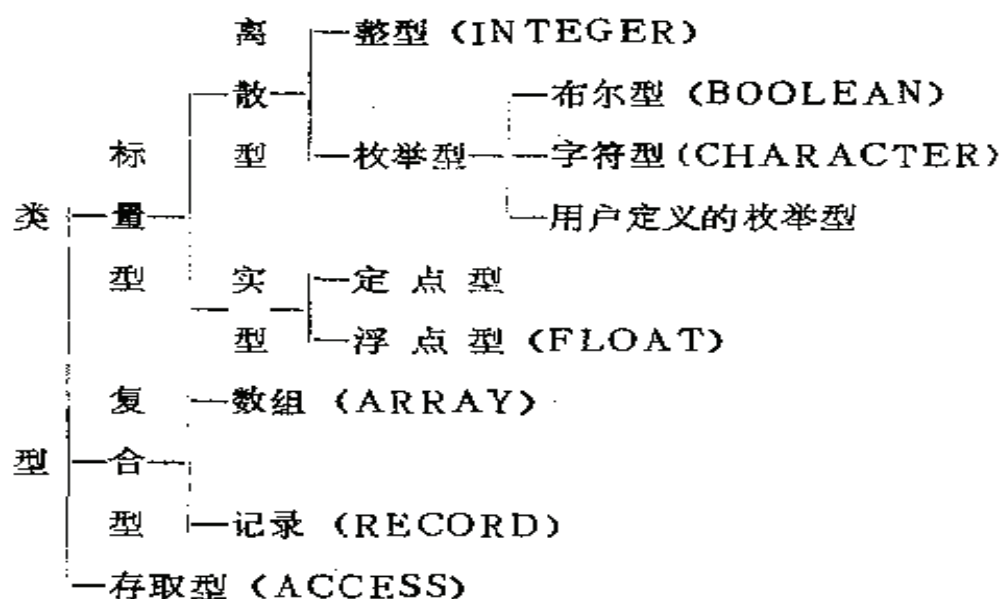 离 整型 (INTEGER)
散 布尔型 (BOOLEAN)
标 型 枚举型 字符型 (CHARACTER)
类 量 用户定义的枚举型
型 实 定点型
型 浮点型 (FLOAT)
复 数组 (ARRAY)
型 合
型 记录 (RECORD)
存取型 (ACCESS)